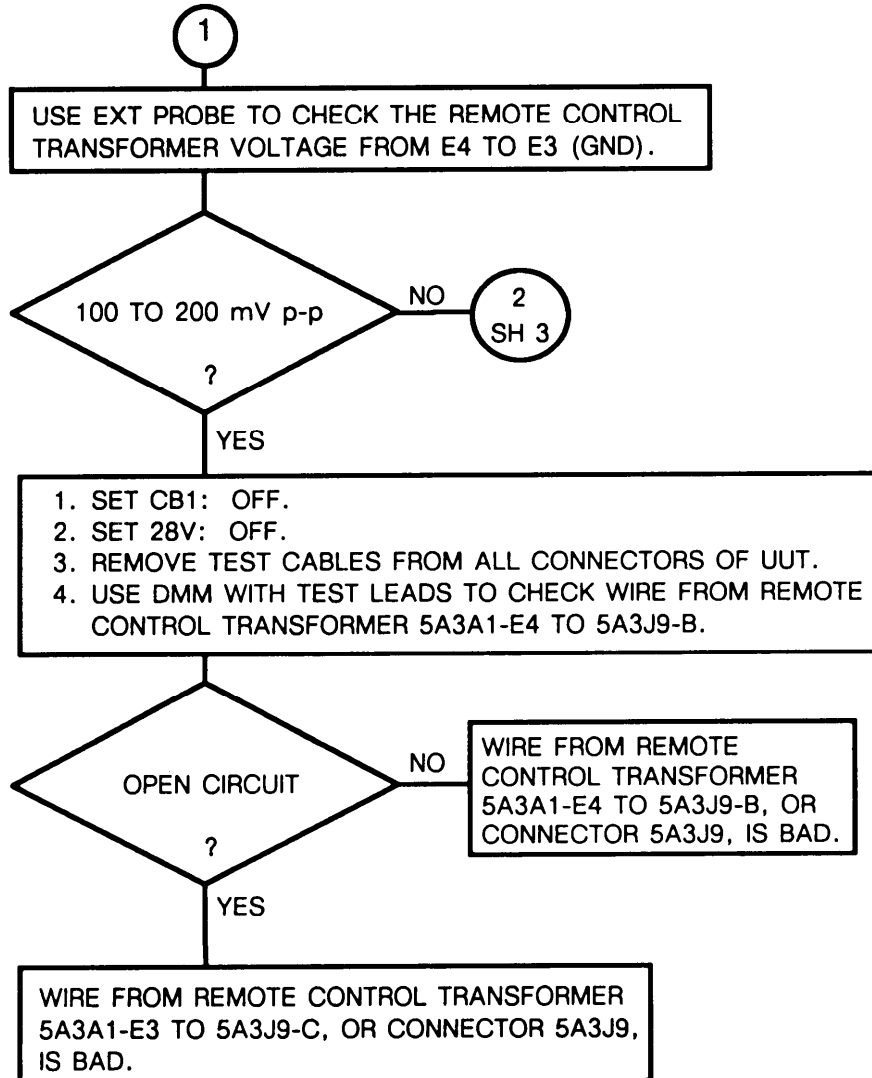 1
USE EXT PROBE TO CHECK THE REMOTE CONTROL
TRANSFORMER VOLTAGE FROM E4 TO E3 (GND).
100 TO 200 mV p-p
?
NO
2
SH 3
YES
1. SET CB1: OFF.
2. SET 28V: OFF.
3. REMOVE TEST CABLES FROM ALL CONNECTORS OF UUT.
4. USE DMM WITH TEST LEADS TO CHECK WIRE FROM REMOTE
CONTROL TRANSFORMER 5A3A1-E4 TO 5A3J9-B.
OPEN CIRCUIT
?
NO
WIRE FROM REMOTE
CONTROL TRANSFORMER
5A3A1-E4 TO 5A3J9-B, OR
CONNECTOR 5A3J9, IS BAD.
YES
WIRE FROM REMOTE CONTROL TRANSFORMER
5A3A1-E3 TO 5A3J9-C, OR CONNECTOR 5A3J9,
IS BAD.